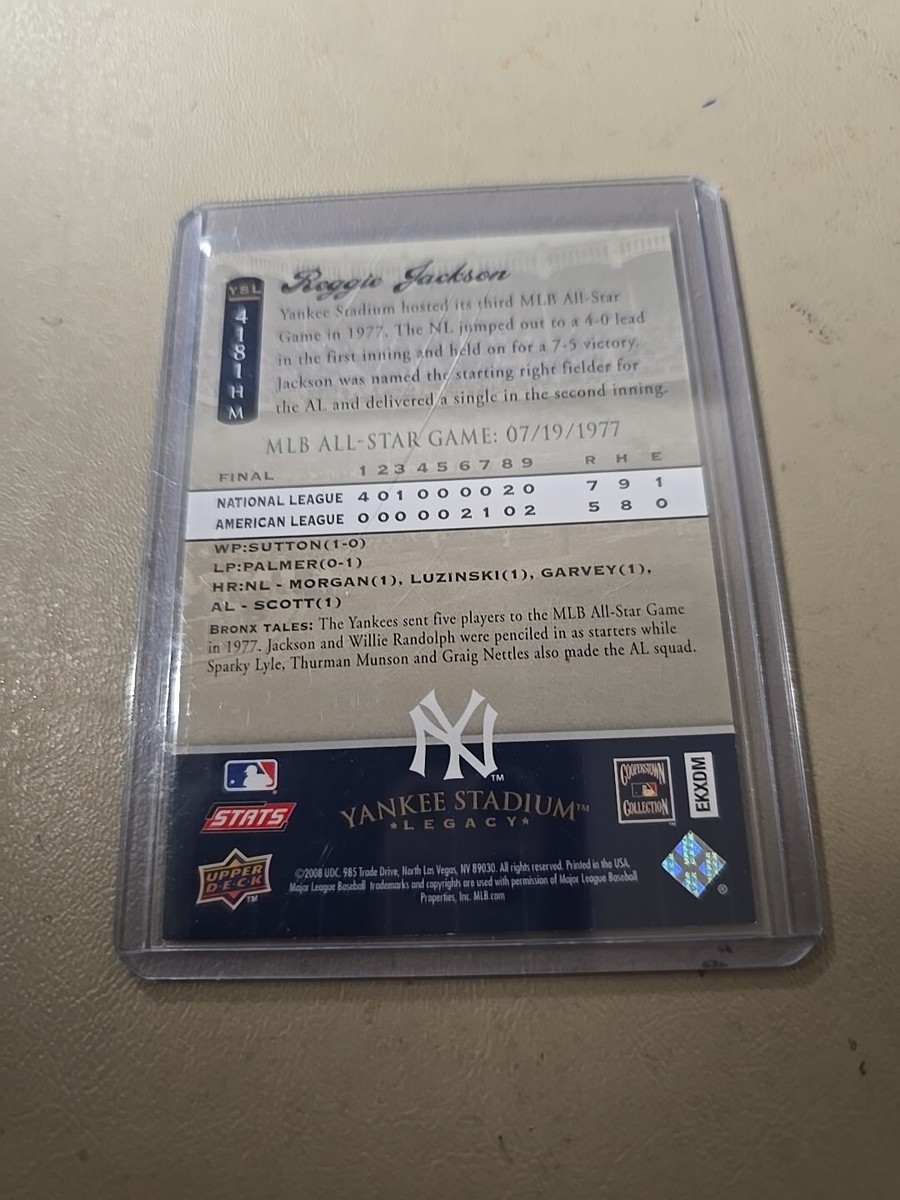 Reggie Jackson
YSL
4181HM
Yankee Stadium hosted its third MLB All-Star
Game in 1977. The NL jumped out to a 4-0 lead
in the first inning and held on for a 7-5 victory.
Jackson was named the starting right fielder for
the AL and delivered a single in the second inning.
MLB ALL-STAR GAME: 07/19/1977
FINAL 1 2 3 4 5 6 7 8 9 R H E
NATIONAL LEAGUE 4 0 1 0 0 0 0 2 0 7 9 1
AMERICAN LEAGUE 0 0 0 0 0 2 1 0 2 5 8 0
WP:SUTTON(1-0)
LP:PALMER(0-1)
HR:NL - MORGAN(1), LUZINSKI(1), GARVEY(1),
AL - SCOTT(1)
BRONX TALES: The Yankees sent five players to the MLB All-Star Game
in 1977. Jackson and Willie Randolph were penciled in as starters while
Sparky Lyle, Thurman Munson and Graig Nettles also made the AL squad.
NY™
YANKEE STADIUM™
★LEGACY★
STATS
UPPER
D·E·C·K
™
COOPERSTOWN
COLLECTION
™
EKXDM
®
©2008 UDC. 985 Trade Drive, North Las Vegas, NV 89030. All rights reserved. Printed in the USA.
Major League Baseball trademarks and copyrights are used with permission of Major League Baseball
Properties, Inc. MLB.com